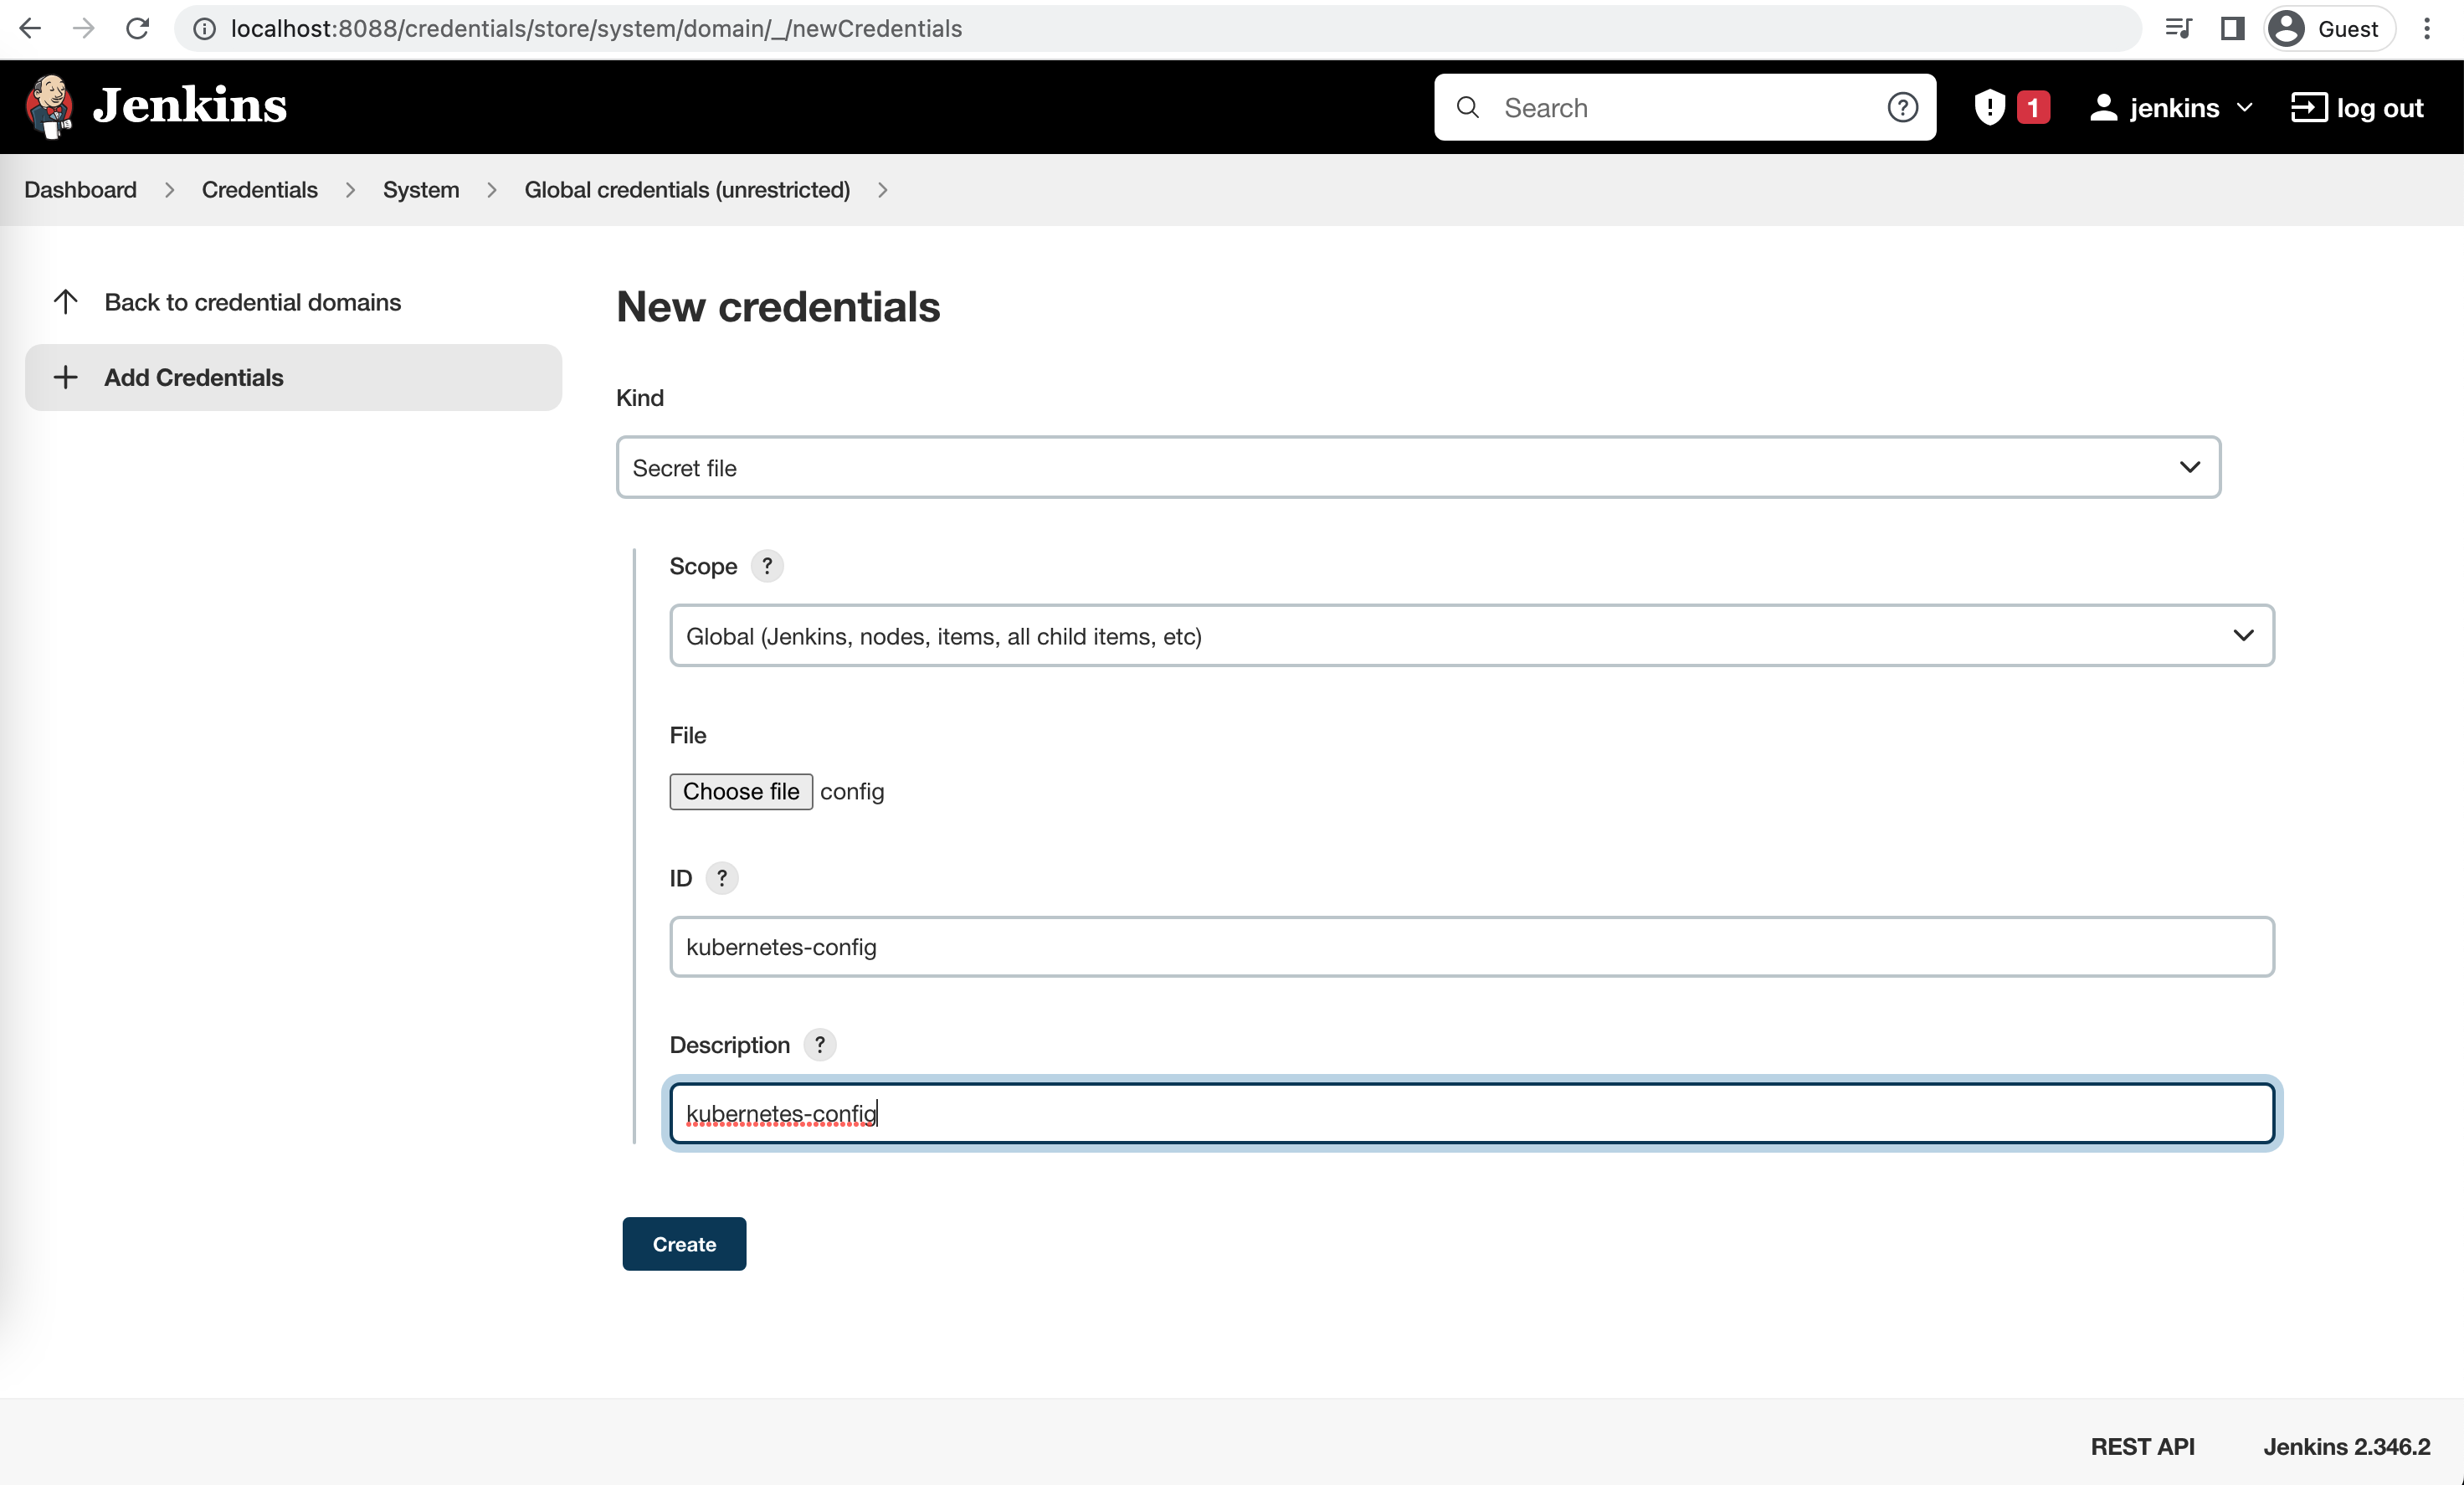 localhost:8088/credentials/store/system/domain/_/newCredentials
Guest
Jenkins
Search
?
1
jenkins
log out
Dashboard > Credentials > System > Global credentials (unrestricted) >
Back to credential domains
Add Credentials
New credentials
Kind
Secret file
Scope ?
Global (Jenkins, nodes, items, all child items, etc)
File
Choose file config
ID ?
kubernetes-config
Description ?
kubernetes-config
Create
REST API
Jenkins 2.346.2